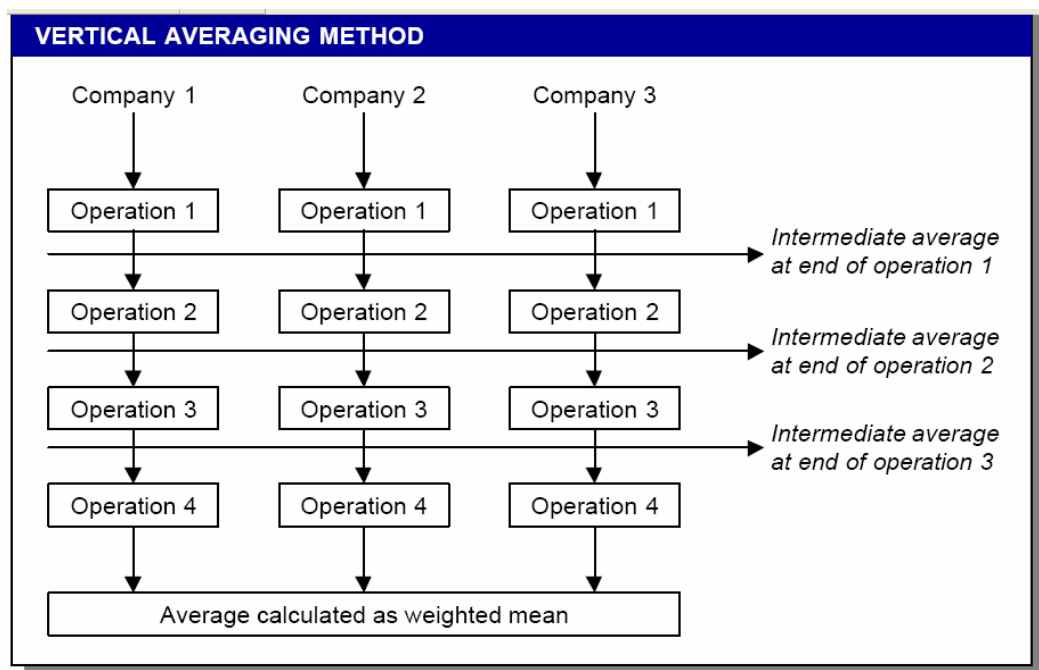 VERTICAL AVERAGING METHOD
Company 1
Company 2
Company 3
Operation 1
Operation 1
Operation 1
Intermediate average
at end of operation 1
Operation 2
Operation 2
Operation 2
Intermediate average
at end of operation 2
Operation 3
Operation 3
Operation 3
Intermediate average
at end of operation 3
Operation 4
Operation 4
Operation 4
Average calculated as weighted mean